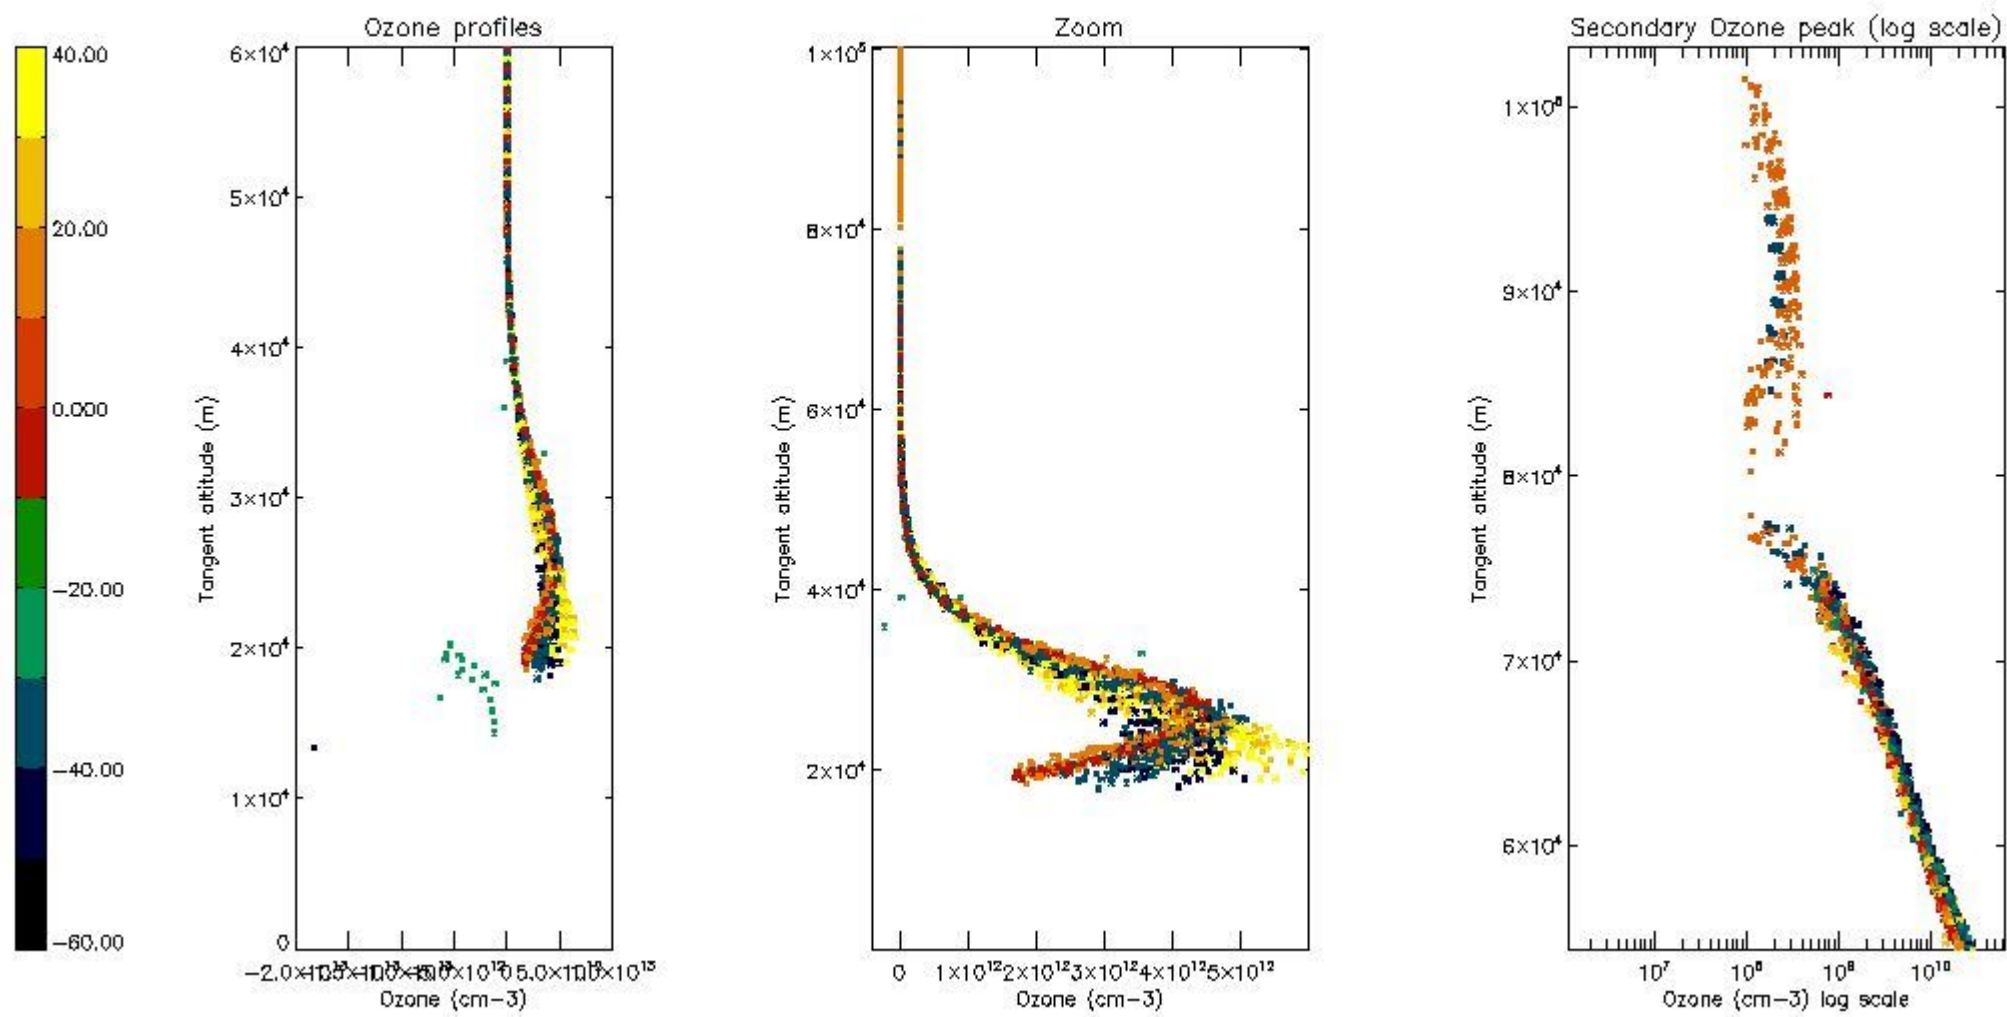 Ozone profiles
Zoom
Secondary Ozone peak (log scale)
40.00
20.00
0.000
−20.00
−40.00
−60.00
6×10⁴
5×10⁴
4×10⁴
3×10⁴
2×10⁴
1×10⁴
0
Tangent altitude (m)
5.0×10¹²
Ozone (cm−3)
1×10⁵
8×10⁴
6×10⁴
4×10⁴
2×10⁴
Tangent altitude (m)
0 1×10¹² 2×10¹² 3×10¹² 4×10¹² 5×10¹²
Ozone (cm−3)
9×10⁴
8×10⁴
7×10⁴
6×10⁴
Tangent altitude (m)
10⁷ 10⁸ 10⁹ 10¹⁰
Ozone (cm−3) log scale